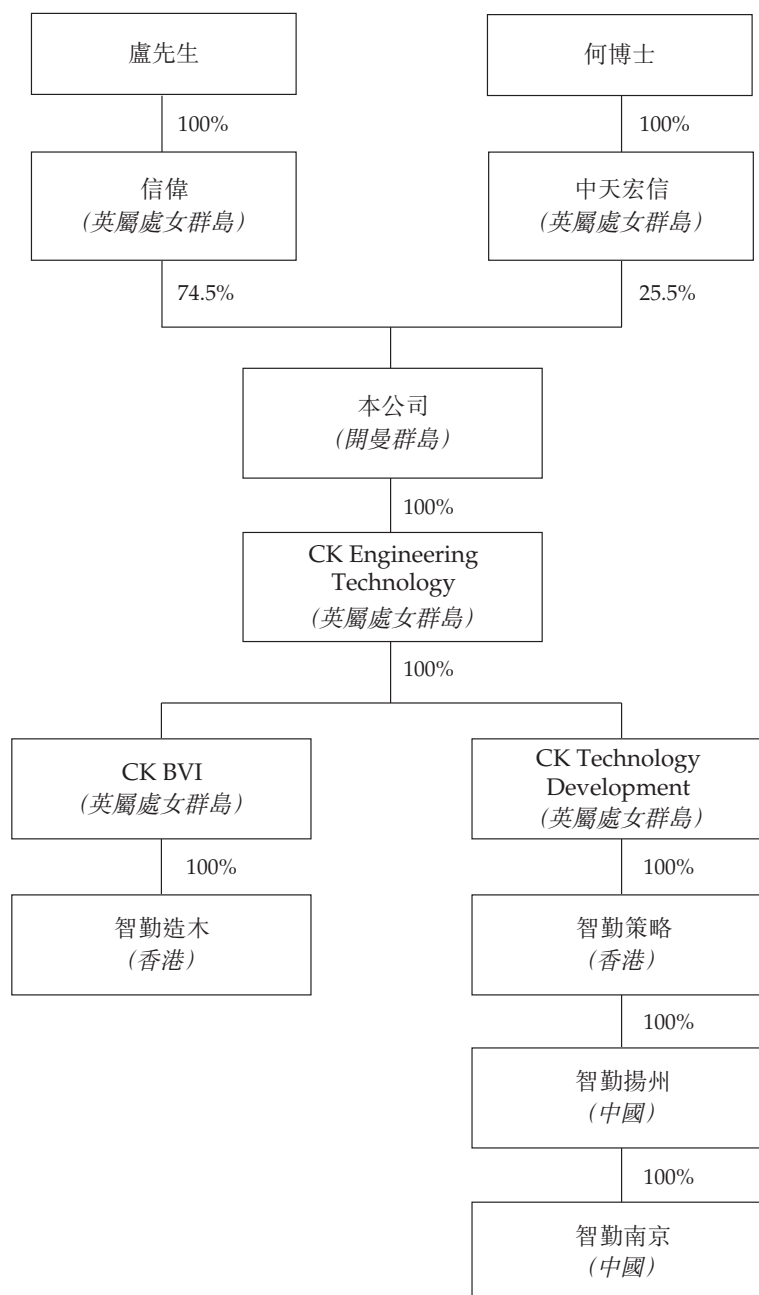 盧先生
何博士
100%
100%
信偉
(英屬處女群島)
中天宏信
(英屬處女群島)
74.5%
25.5%
本公司
(開曼群島)
100%
CK Engineering
Technology
(英屬處女群島)
100%
CK BVI
(英屬處女群島)
CK Technology
Development
(英屬處女群島)
100%
100%
智勤造木
(香港)
智勤策略
(香港)
100%
智勤揚州
(中國)
100%
智勤南京
(中國)